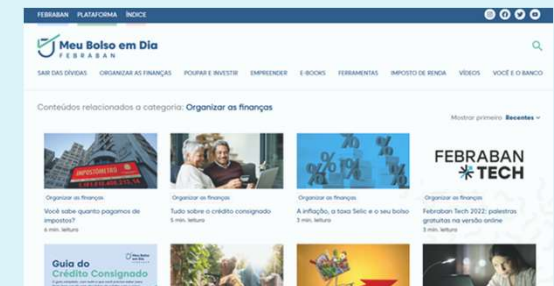 FEBRABAN PLATAFORMA ÍNDICE
Meu Bolso em Dia
FEBRABAN
SAIR DAS DÍVIDAS ORGANIZAR AS FINANÇAS POUPAR E INVESTIR EMPREENDER E-BOOKS FERRAMENTAS IMPOSTO DE RENDA VÍDEOS VOCÊ E O BANCO
Conteúdos relacionados a categoria: Organizar as finanças
Mostrar primeiro Recentes
IMPOSTÔMETRO
FEBRABAN
TECH
Organizar as finanças
Você sabe quanto pagamos de
impostos?
6 min. leitura
Organizar as finanças
Tudo sobre o crédito consignado
5 min. leitura
Organizar as finanças
A inflação, a taxa Selic e o seu bolso
3 min. leitura
Organizar as finanças
Febraban Tech 2022: palestras
gratuitas na versão online
3 min. leitura
Guia do
Crédito Consignado